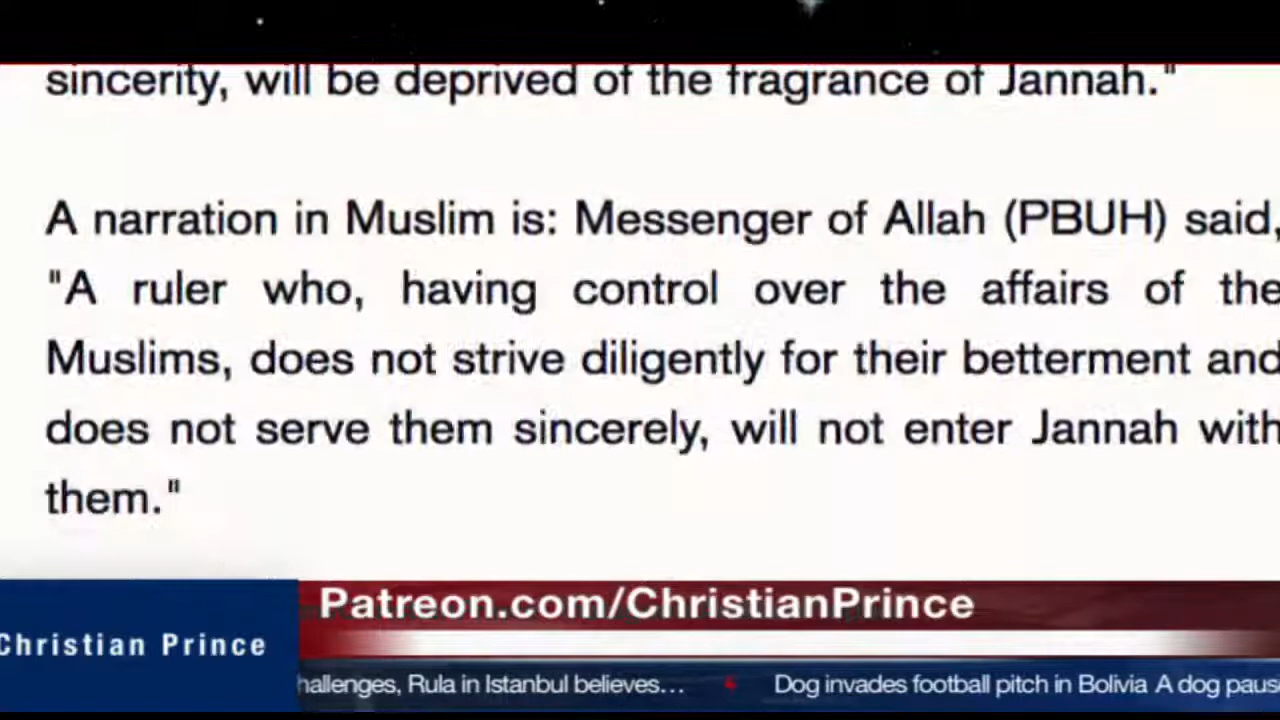 sincerity, will be deprived of the fragrance of Jannah."
A narration in Muslim is: Messenger of Allah (PBUH) said,
"A ruler who, having control over the affairs of the
Muslims, does not strive diligently for their betterment and
does not serve them sincerely, will not enter Jannah with
them."
Patreon.com/ChristianPrince
Christian Prince
hallenges, Rula in Istanbul believes... Dog invades football pitch in Bolivia A dog paus